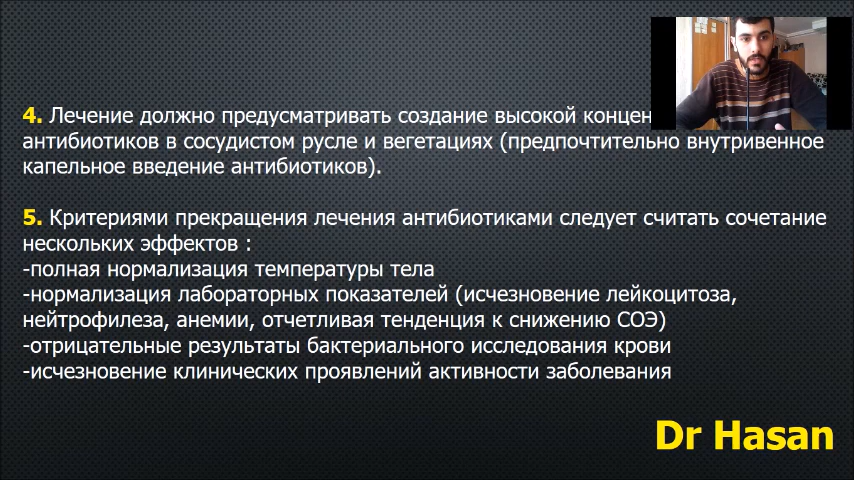 4. Лечение должно предусматривать создание высокой
антибиотиков в сосудистом русле и вегетациях (предпочтительно внутривенное
капельное введение антибиотиков).
5. Критериями прекращения лечения антибиотиками следует считать сочетание
нескольких эффектов :
-полная нормализация температуры тела
-нормализация лабораторных показателей (исчезновение лейкоцитоза,
нейтрофилеза, анемии, отчетливая тенденция к снижению СОЭ)
-отрицательные результаты бактериального исследования крови
-исчезновение клинических проявлений активности заболевания
Dr Hasan